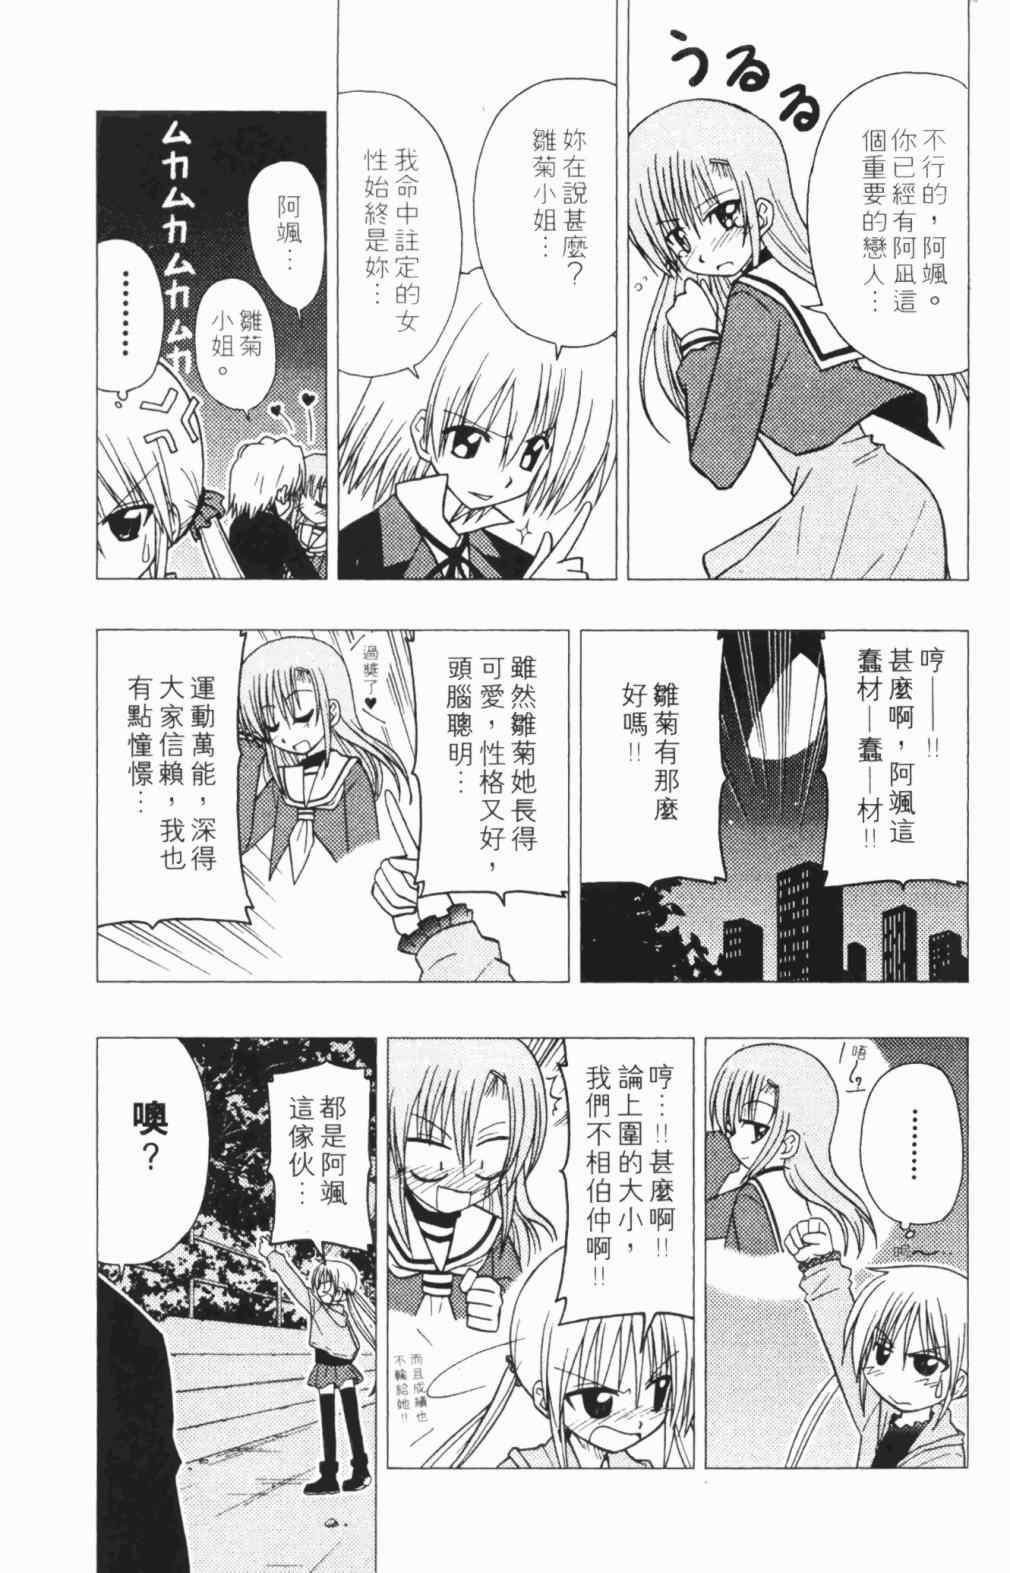 うるる
不行的，阿颯。
你已經有阿凪這
個重要的戀人…
妳在說甚麼？
雛菊小姐…
我命中註定的女
性始終是妳…
ムカムカムカムカ
阿颯…
雛菊
小姐。
………
哼——!!
甚麼啊，阿颯這
蠢材—蠢—材!!
雛菊有那麼
好嗎!!
雖然雛菊她長得
可愛，性格又好，
頭腦聰明…
過獎了♥
運動萬能，深得
大家信賴，我也
有點憧憬…
………
唔
嗚～…
哼…!!甚麼啊!!
論上圍的大小，
我們不相伯仲啊!!
而且成績也
不輸給她!!
都是阿颯
這傢伙…
噢？